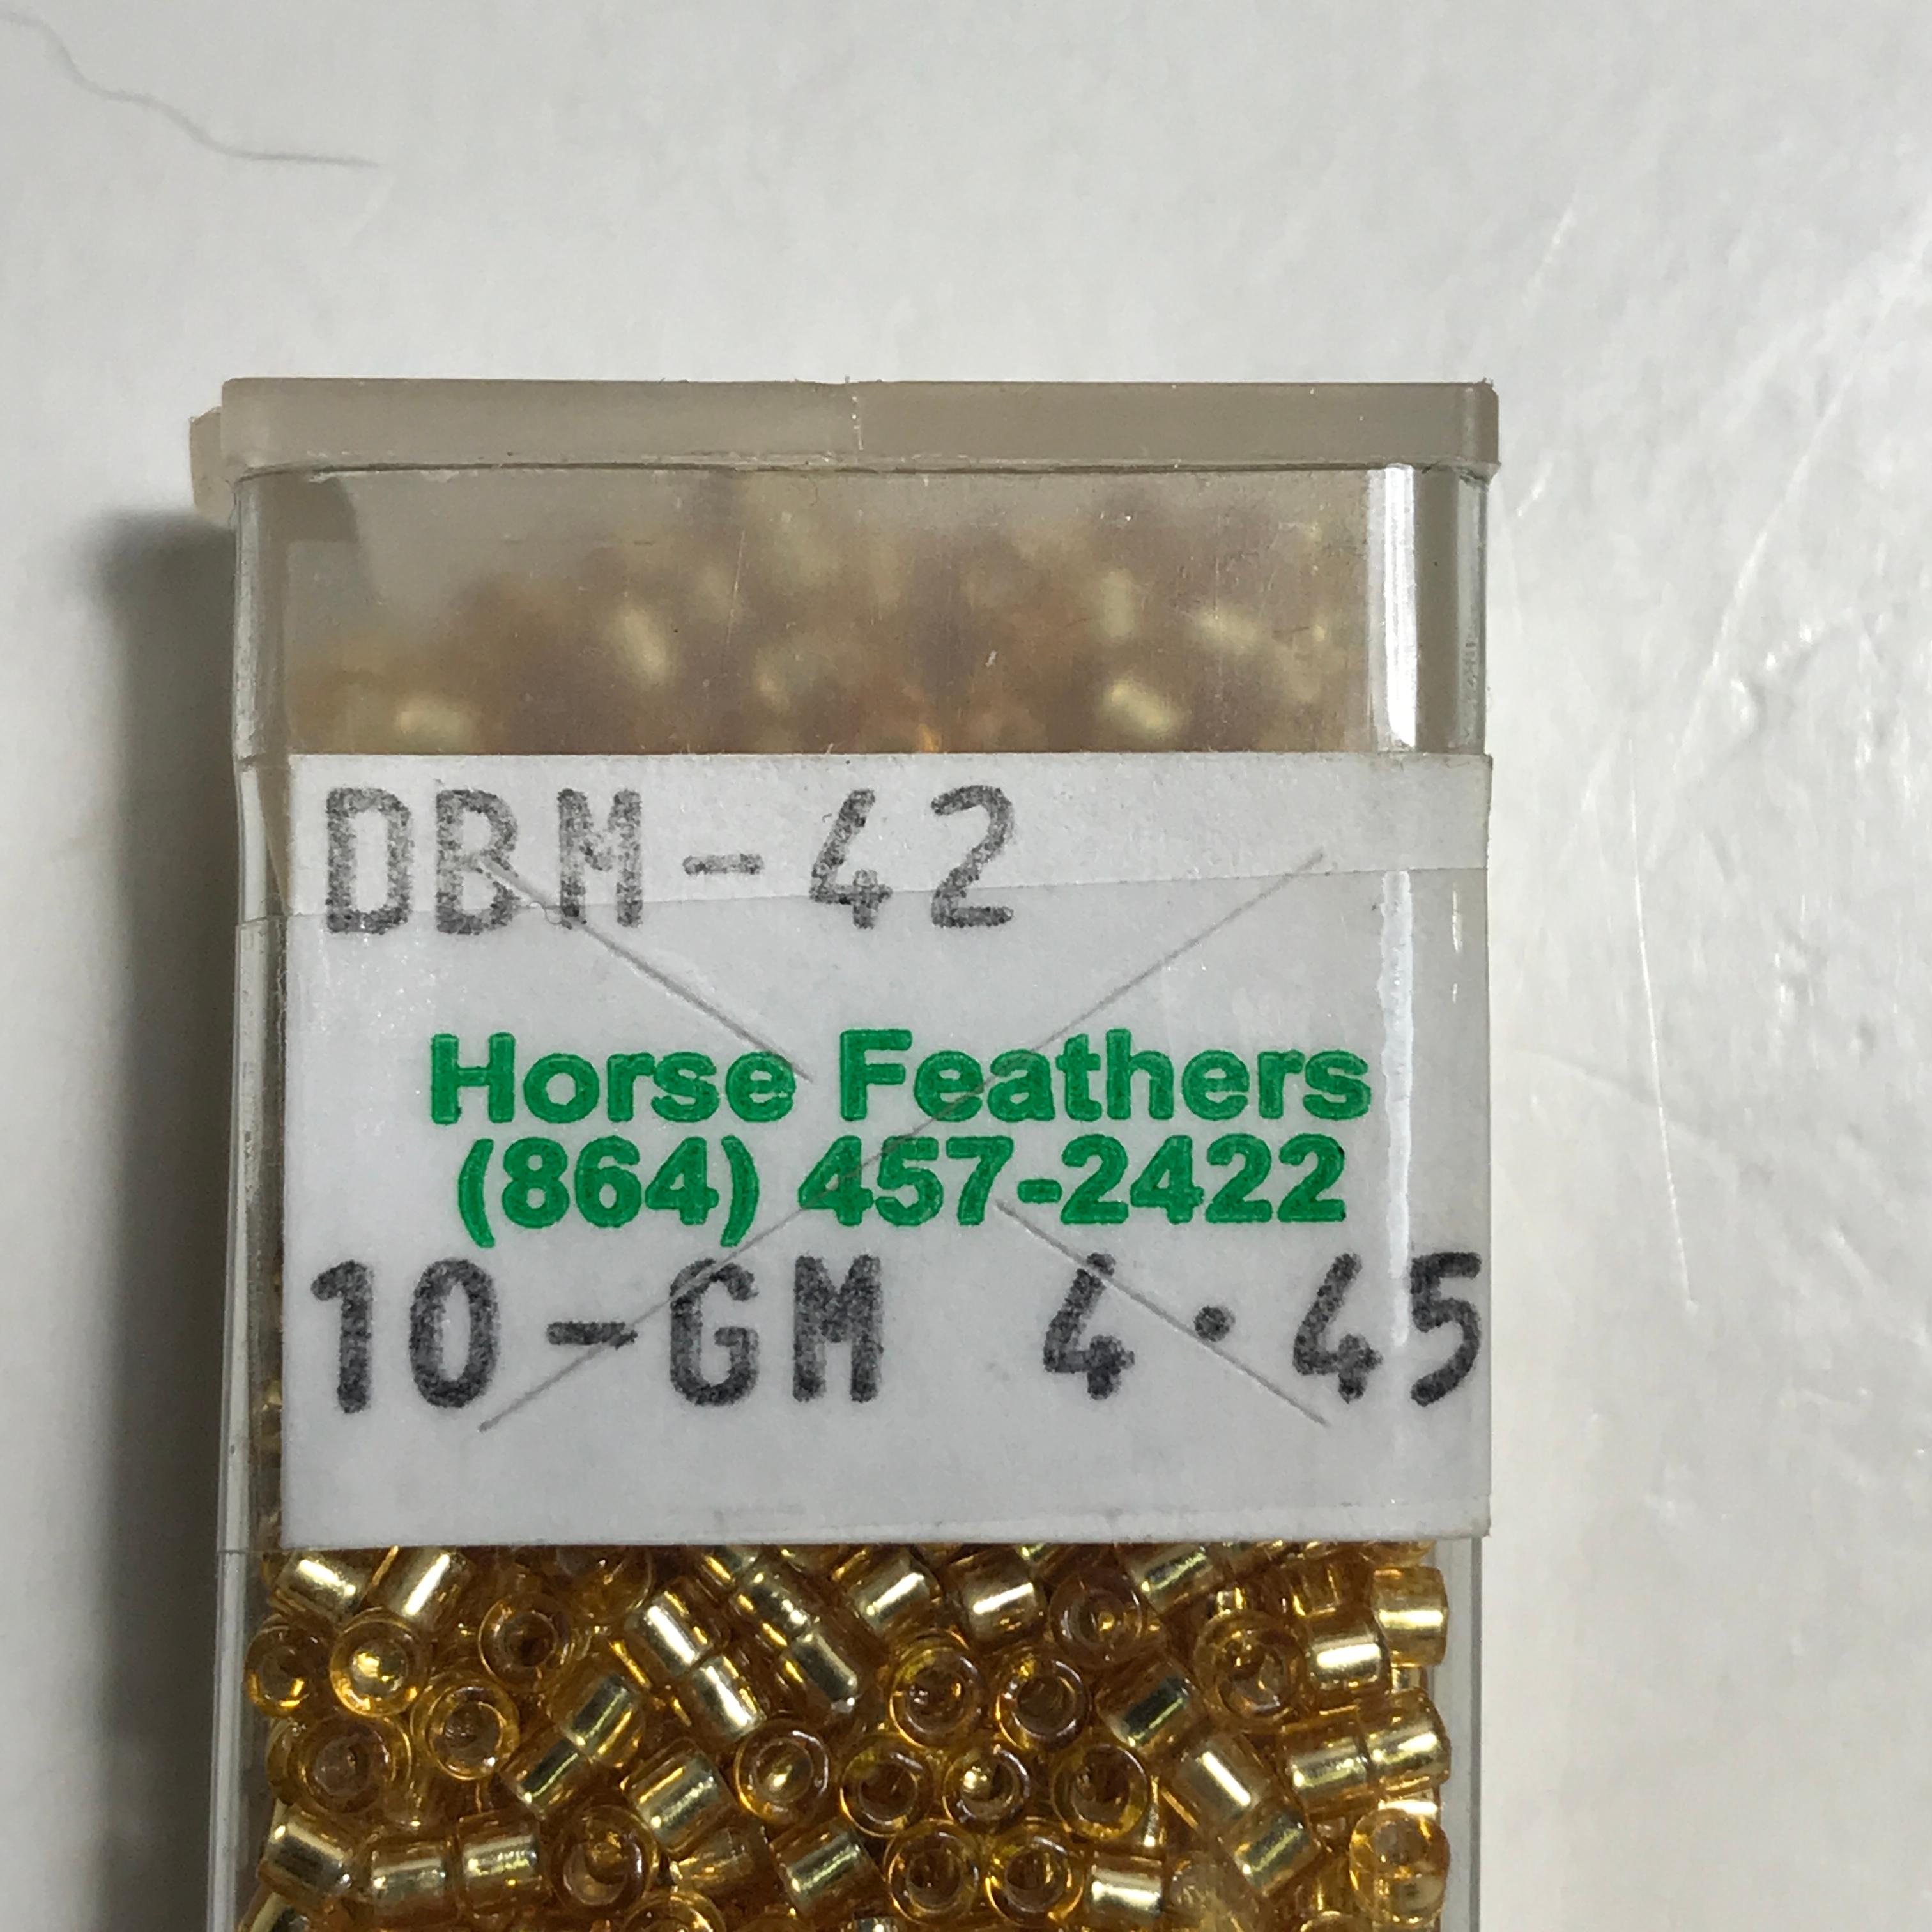 DBM-42
Horse Feathers
(864) 457-2422
10-GM 4.45